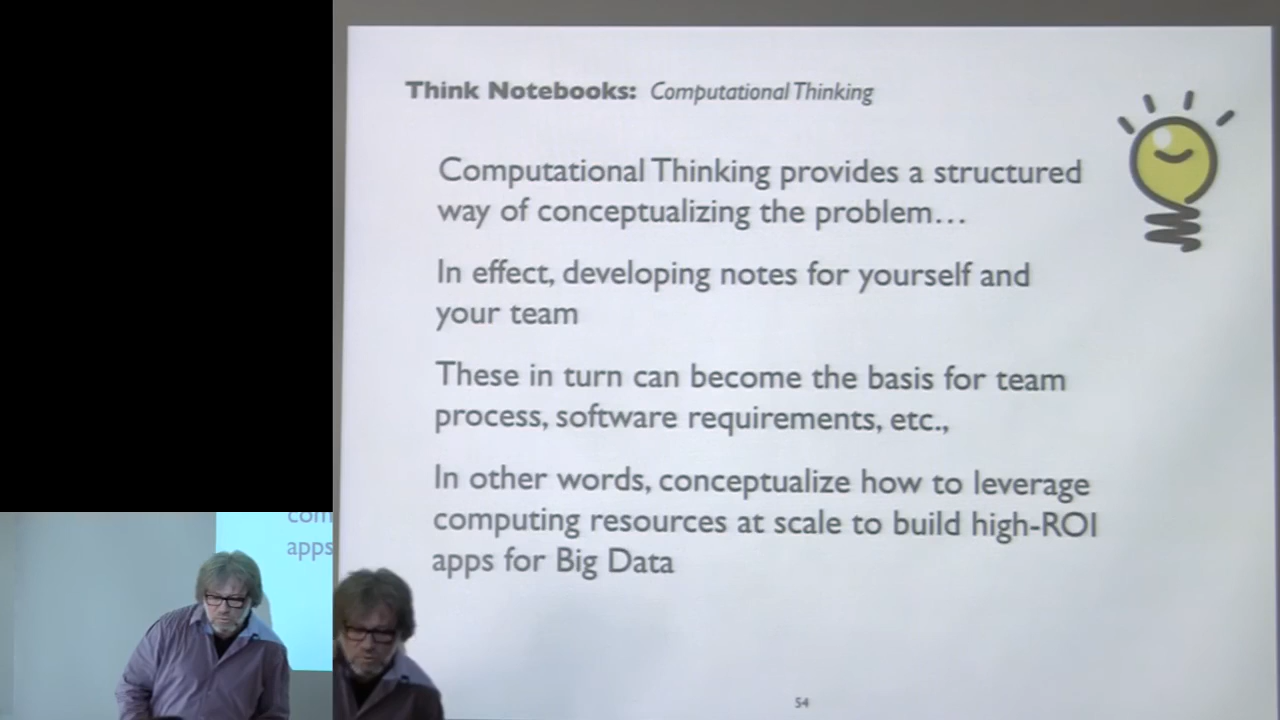 Think Notebooks: Computational Thinking
Computational Thinking provides a structured
way of conceptualizing the problem…
In effect, developing notes for yourself and
your team
These in turn can become the basis for team
process, software requirements, etc.,
In other words, conceptualize how to leverage
computing resources at scale to build high-ROI
apps for Big Data
54
com
apps